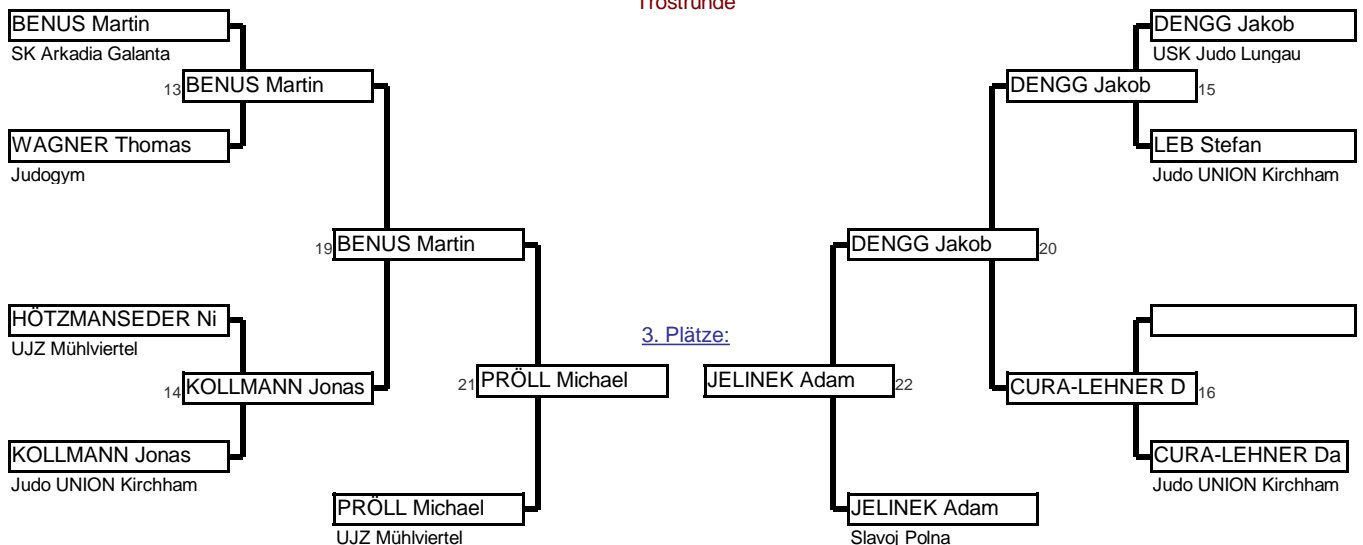 Trostrunde
BENUS Martin
SK Arkadia Galanta
DENGG Jakob
USK Judo Lungau
13 BENUS Martin
DENGG Jakob 15
WAGNER Thomas
Judogym
LEB Stefan
Judo UNION Kirchham
19 BENUS Martin
DENGG Jakob 20
HÖTZMANSEDER Ni
UJZ Mühlviertel
3. Plätze:
14 KOLLMANN Jonas
21 PRÖLL Michael
JELINEK Adam 22
CURA-LEHNER D 16
KOLLMANN Jonas
Judo UNION Kirchham
CURA-LEHNER Da
Judo UNION Kirchham
PRÖLL Michael
UJZ Mühlviertel
JELINEK Adam
Slavoj Polna